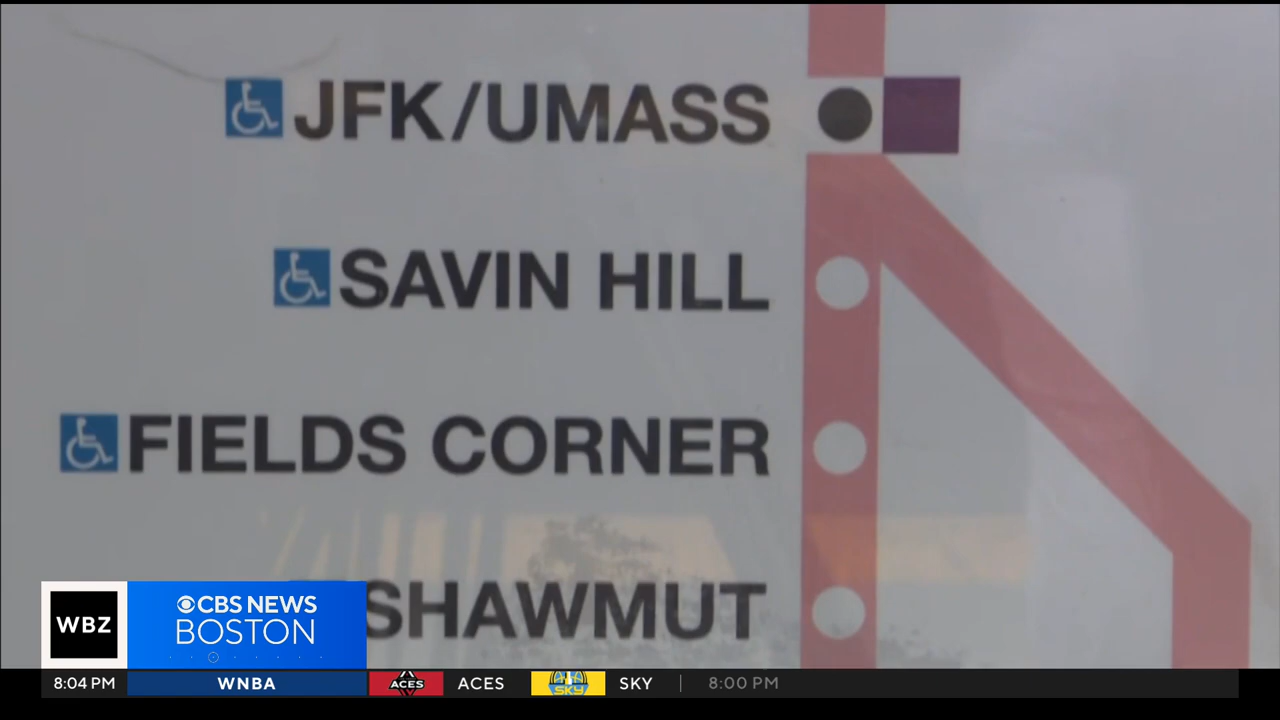 JFK/UMASS
SAVIN HILL
FIELDS CORNER
SHAWMUT
WBZ
CBS NEWS
BOSTON
8:04 PM WNBA ACES ACES SKY SKY 8:00 PM